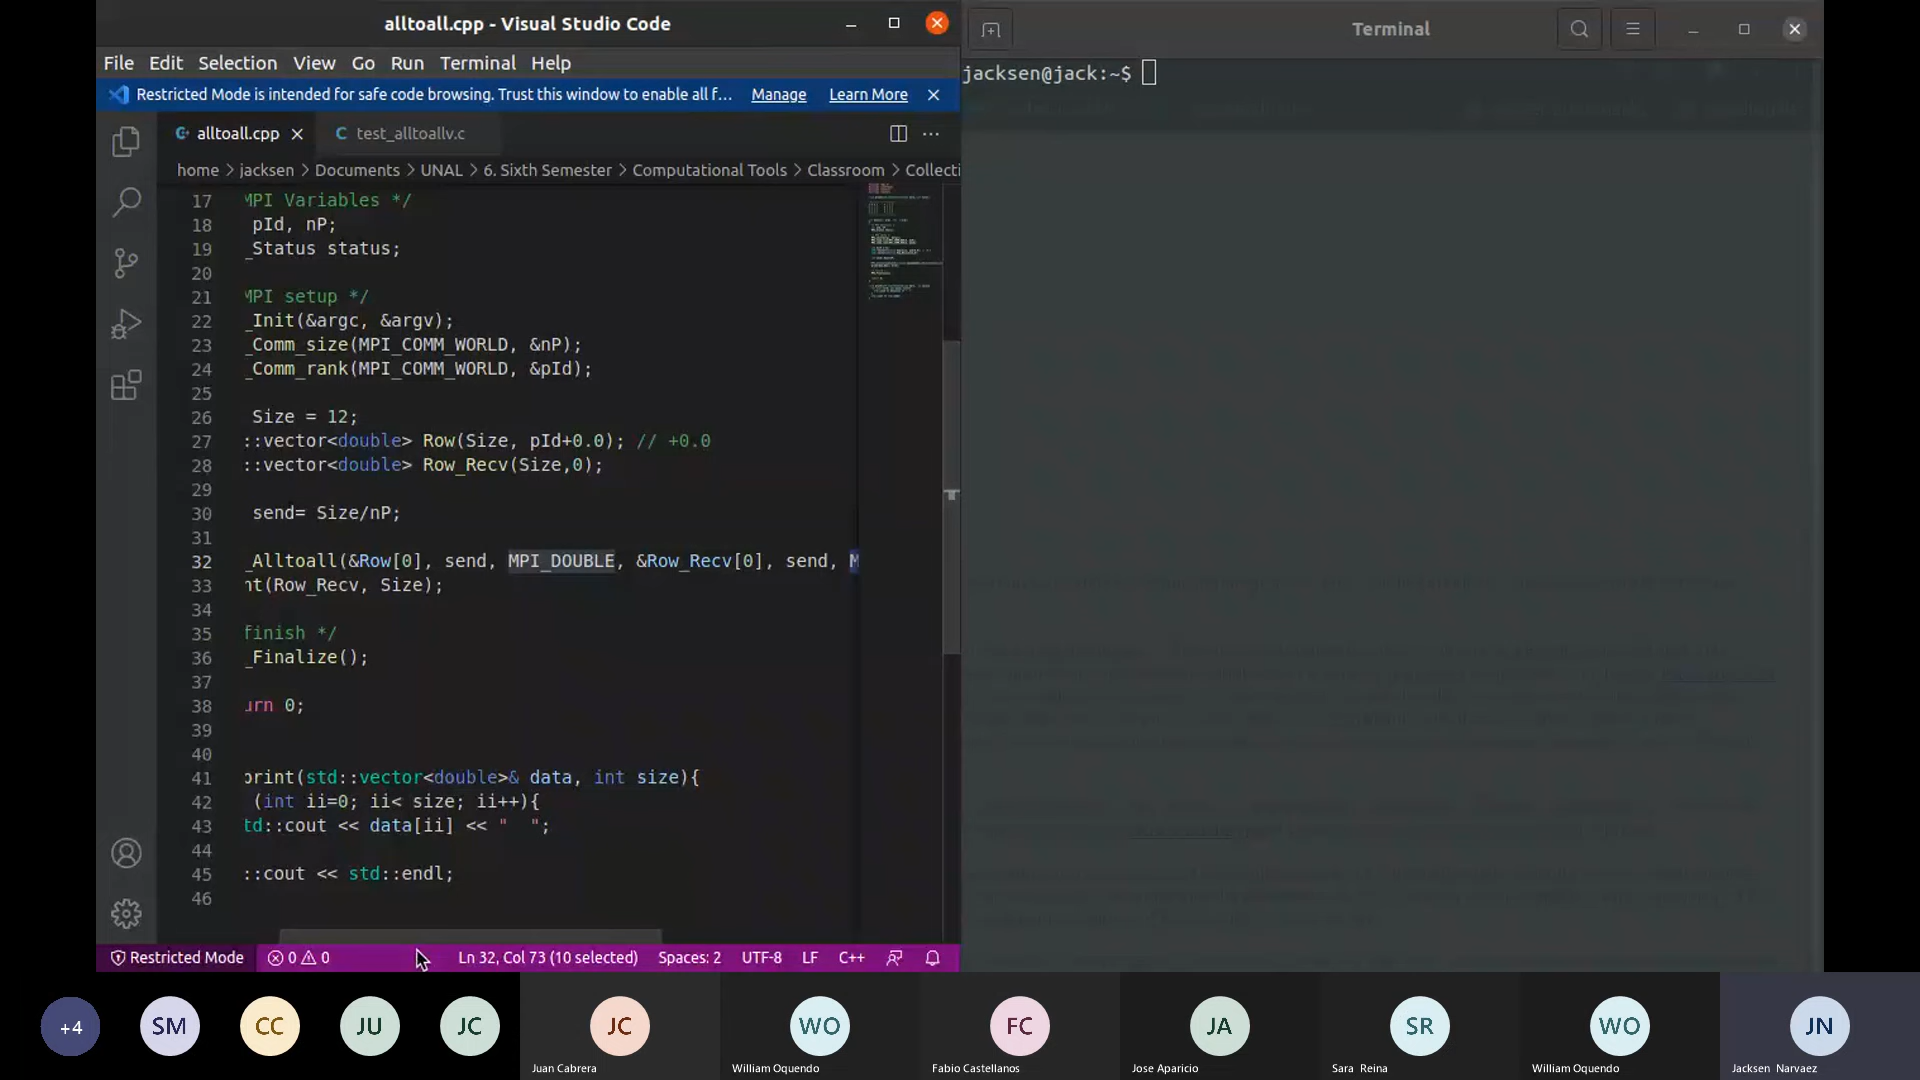 alltoall.cpp - Visual Studio Code
File Edit Selection View Go Run Terminal Help
Restricted Mode is intended for safe code browsing. Trust this window to enable all f... Manage Learn More
alltoall.cpp test_alltoallv.c
home > jacksen > Documents > UNAL > 6. Sixth Semester > Computational Tools > Classroom > Collecti
17 MPI Variables */
18 pId, nP;
19 _Status status;
20
21 MPI setup */
22 _Init(&argc, &argv);
23 _Comm_size(MPI_COMM_WORLD, &nP);
24 _Comm_rank(MPI_COMM_WORLD, &pId);
25
26 Size = 12;
27 ::vector<double> Row(Size, pId+0.0); // +0.0
28 ::vector<double> Row_Recv(Size,0);
29
30 send= Size/nP;
31
32 _Alltoall(&Row[0], send, MPI_DOUBLE, &Row_Recv[0], send, M
33 nt(Row_Recv, Size);
34
35 finish */
36 _Finalize();
37
38 urn 0;
39
40
41 print(std::vector<double>& data, int size){
42 (int ii=0; ii< size; ii++){
43 td::cout << data[ii] << "  ";
44
45 ::cout << std::endl;
46
Restricted Mode 0 0 Ln 32, Col 73 (10 selected) Spaces: 2 UTF-8 LF C++
Terminal
jacksen@jack:~$
+4 SM CC JU JC JC WO FC JA SR WO JN
Juan Cabrera William Oquendo Fabio Castellanos Jose Aparicio Sara Reina William Oquendo Jacksen Narvaez